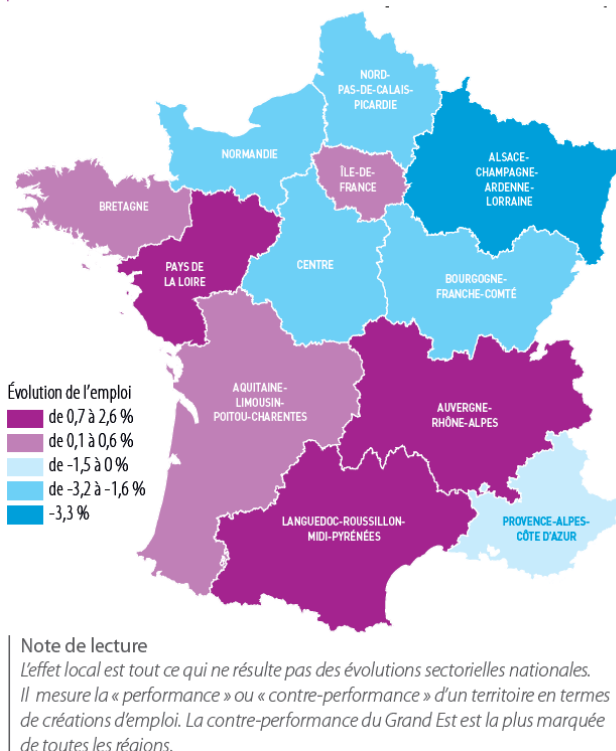 NORD-
PAS-DE-CALAIS-
PICARDIE
NORMANDIE
ÎLE-DE-
FRANCE
ALSACE-
CHAMPAGNE-
ARDENNE-
LORRAINE
BRETAGNE
PAYS DE
LA LOIRE
CENTRE
BOURGOGNE-
FRANCHE-COMTÉ
AQUITAINE-
LIMOUSIN-
POITOU-CHARENTES
AUVERGNE-
RHÔNE-ALPES
LANGUEDOC-ROUSSILLON-
MIDI-PYRÉNÉES
PROVENCE-ALPES-
CÔTE D'AZUR
Évolution de l'emploi
de 0,7 à 2,6 %
de 0,1 à 0,6 %
de -1,5 à 0 %
de -3,2 à -1,6 %
-3,3 %
Note de lecture
L'effet local est tout ce qui ne résulte pas des évolutions sectorielles nationales.
Il mesure la « performance » ou « contre-performance » d'un territoire en termes
de créations d'emploi. La contre-performance du Grand Est est la plus marquée
de toutes les régions.